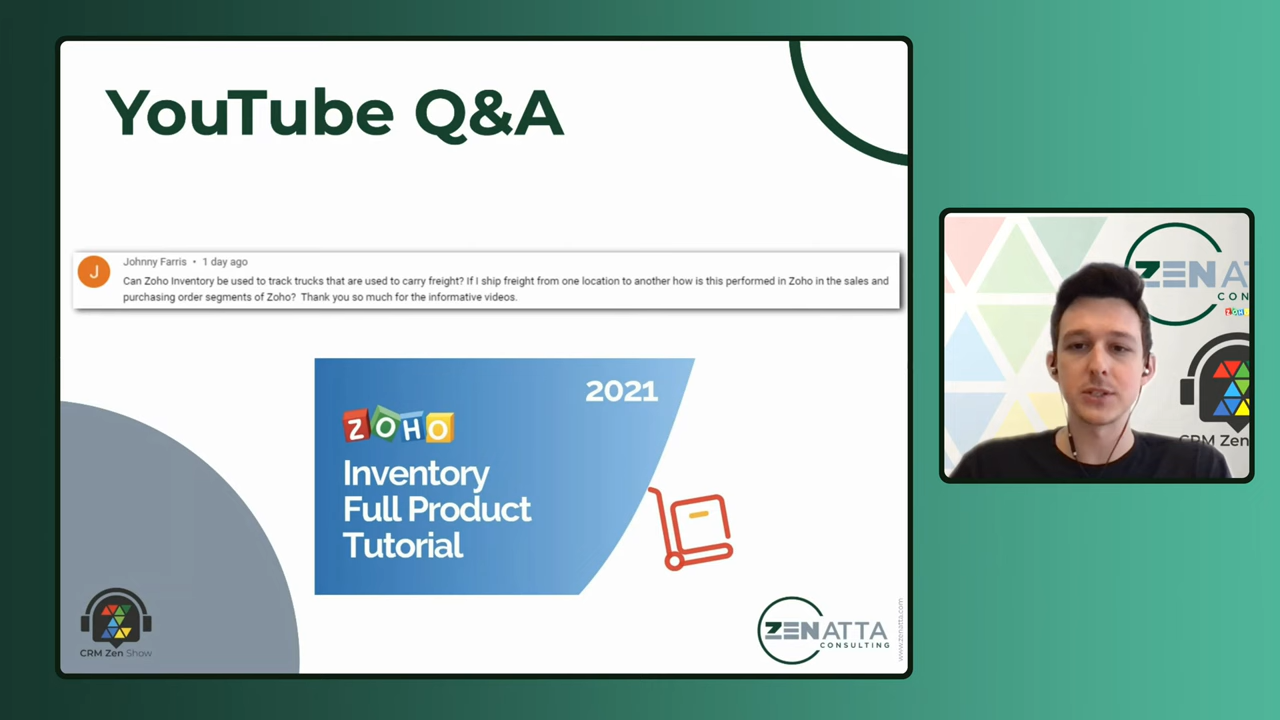 YouTube Q&A
Johnny Farris • 1 day ago
J
Can Zoho Inventory be used to track trucks that are used to carry freight? If I ship freight from one location to another how is this performed in Zoho in the sales and
purchasing order segments of Zoho? Thank you so much for the informative videos.
2021
ZOHO
Inventory
Full Product
Tutorial
CRM Zen Show
ZENATTA
CONSULTING
www.zenatta.com
ZENAT
CON
ZOHO
CRM Zen